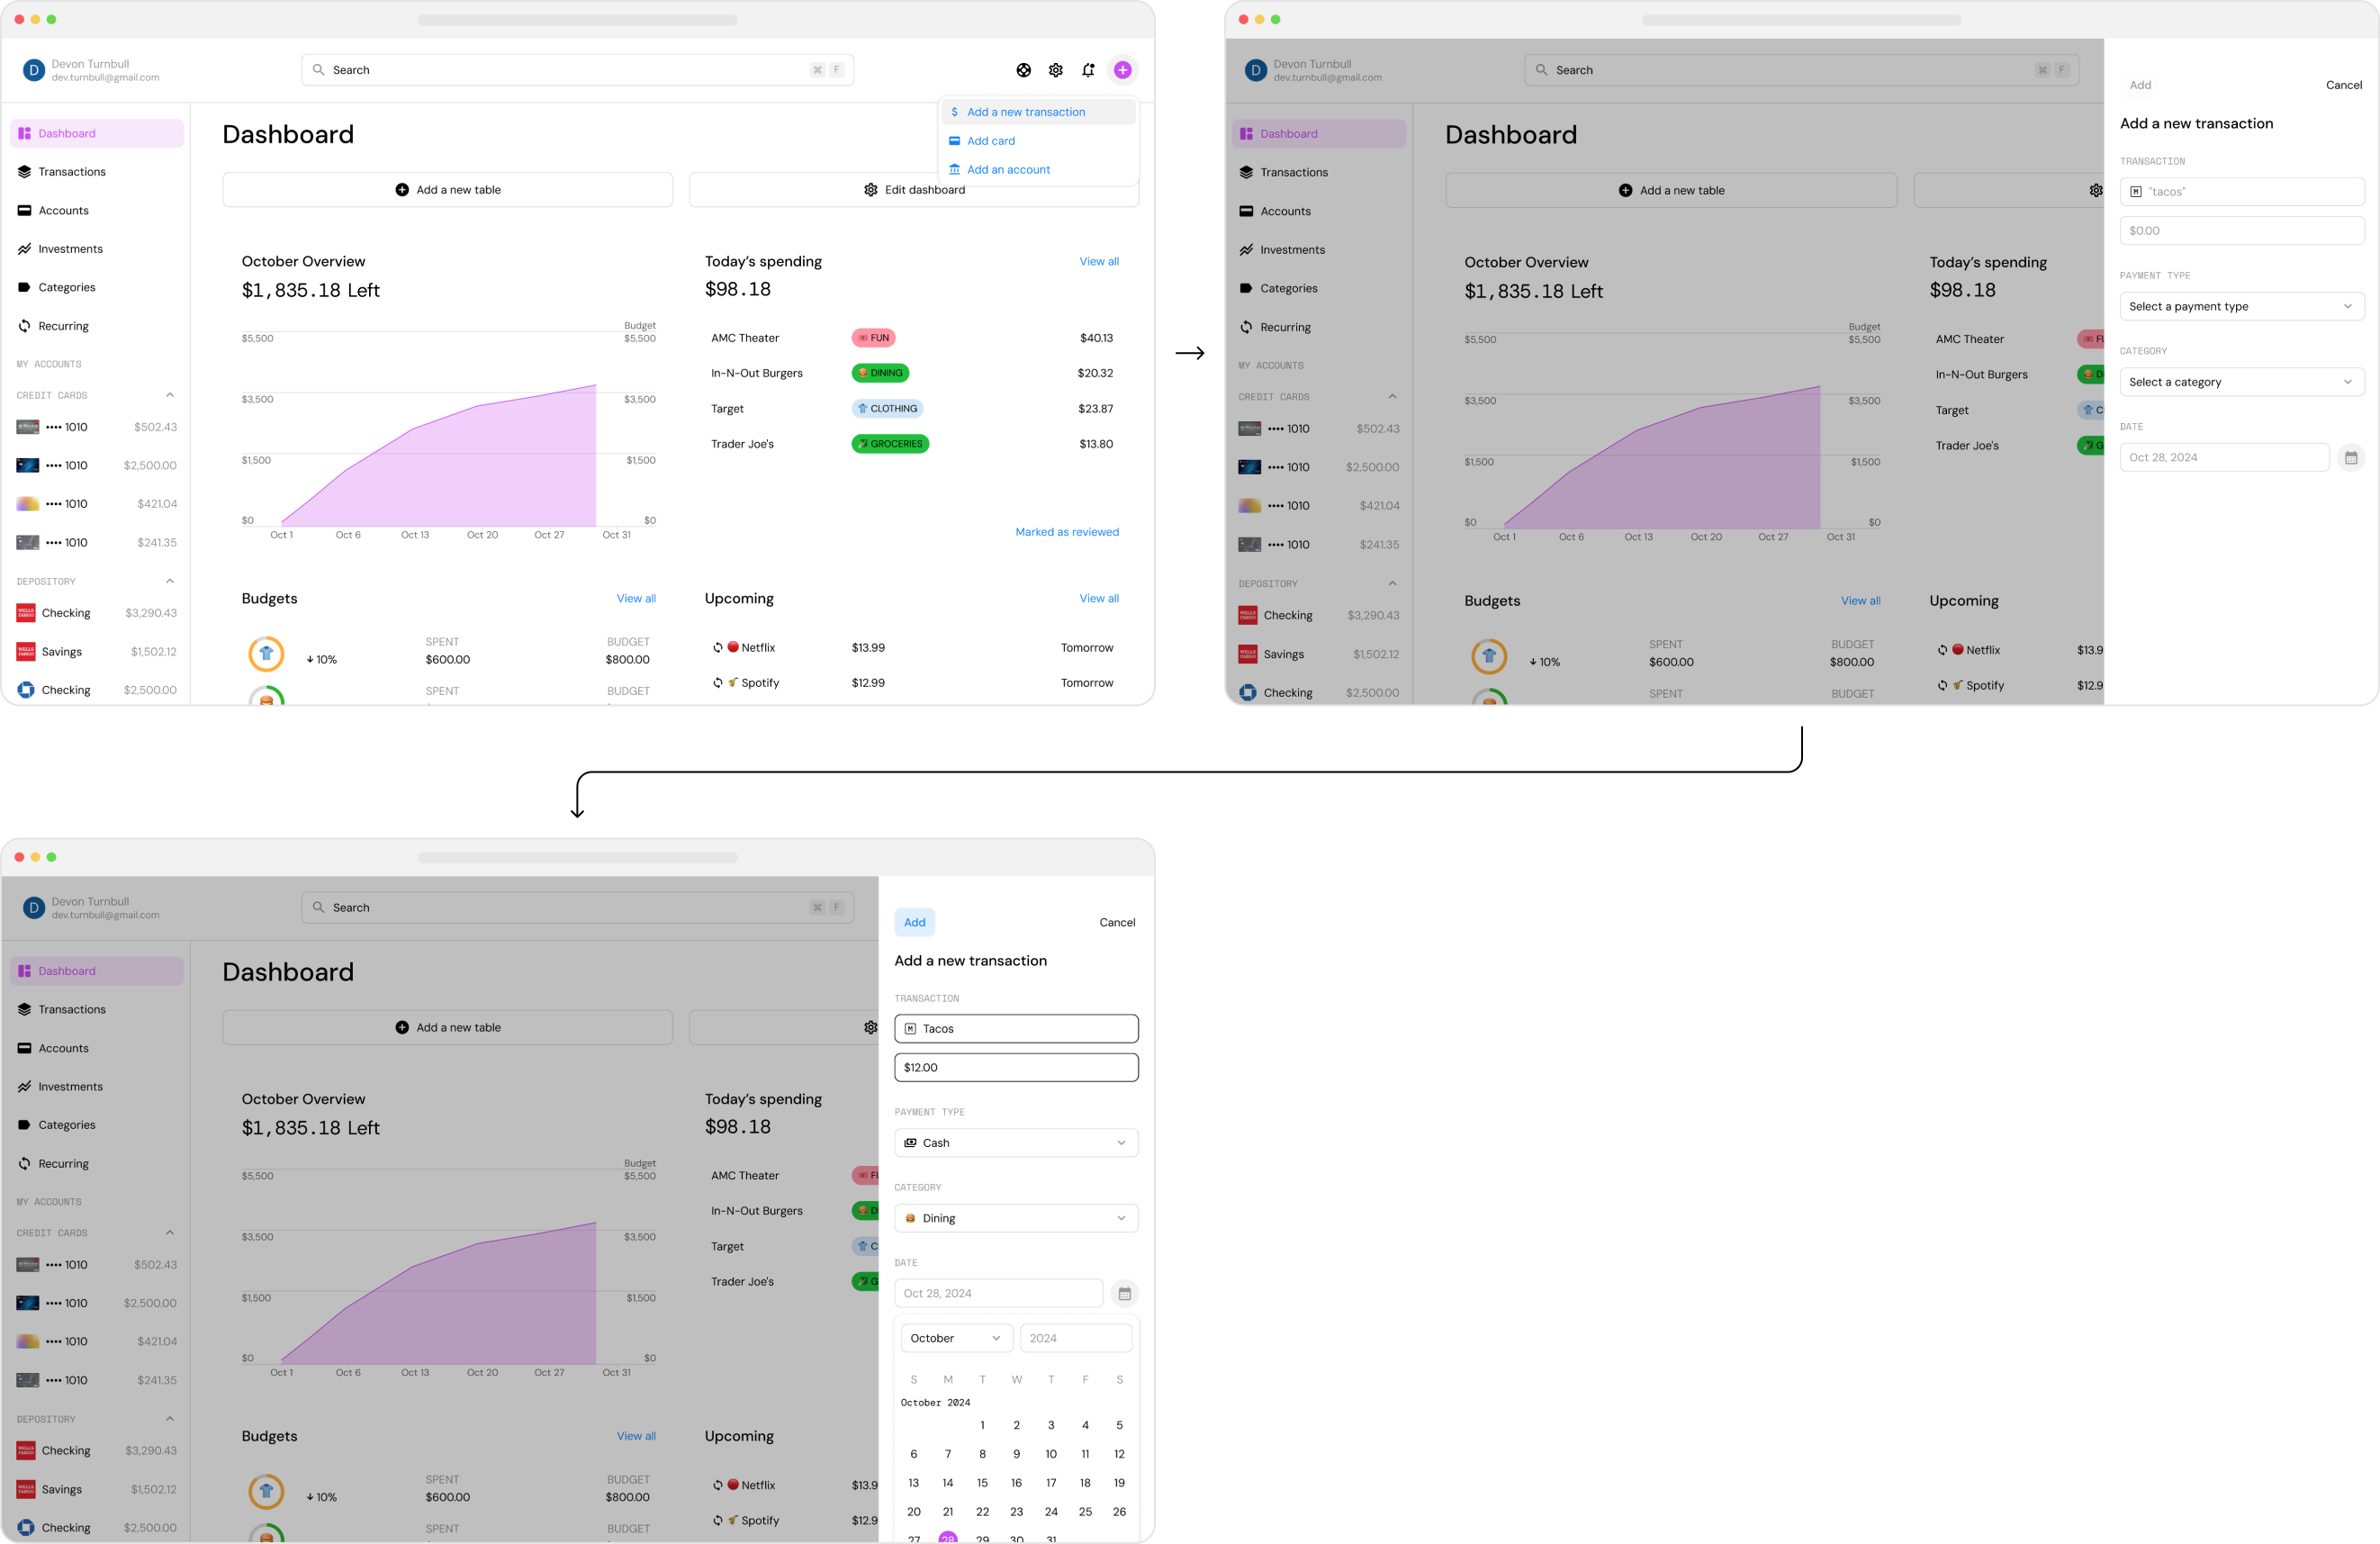 D
Devon Turnbull
dev.turnbull@gmail.com
Search
⌘ F
Add a new transaction
Add card
Add an account
Dashboard
Transactions
Accounts
Investments
Categories
Recurring
MY ACCOUNTS
CREDIT CARDS
•••• 1010 $502.43
•••• 1010 $2,500.00
•••• 1010 $421.04
•••• 1010 $241.35
DEPOSITORY
Checking $3,290.43
Savings $1,502.12
Checking $2,500.00
Dashboard
Add a new table
Edit dashboard
October Overview
$1,835.18 Left
Budget
$5,500 $5,500
$3,500 $3,500
$1,500 $1,500
$0 $0
Oct 1 Oct 6 Oct 13 Oct 20 Oct 27 Oct 31
Today's spending View all
$98.18
AMC Theater FUN $40.13
In-N-Out Burgers DINING $20.32
Target CLOTHING $23.87
Trader Joe's GROCERIES $13.80
Marked as reviewed
Budgets View all
SPENT BUDGET
10% $600.00 $800.00
SPENT BUDGET
Upcoming View all
Netflix $13.99 Tomorrow
Spotify $12.99 Tomorrow
D
Devon Turnbull
dev.turnbull@gmail.com
Search
⌘ F
Dashboard
Transactions
Accounts
Investments
Categories
Recurring
MY ACCOUNTS
CREDIT CARDS
•••• 1010 $502.43
•••• 1010 $2,500.00
•••• 1010 $421.04
•••• 1010 $241.35
DEPOSITORY
Checking $3,290.43
Savings $1,502.12
Checking $2,500.00
Dashboard
Add a new table
October Overview
$1,835.18 Left
Budget
$5,500 $5,500
$3,500 $3,500
$1,500 $1,500
$0 $0
Oct 1 Oct 6 Oct 13 Oct 20 Oct 27 Oct 31
Today's spending
$98.18
AMC Theater
In-N-Out Burgers
Target
Trader Joe's
Budgets View all
SPENT BUDGET
10% $600.00 $800.00
SPENT BUDGET
Upcoming
Netflix $13.9
Spotify $12.9
Add Cancel
Add a new transaction
TRANSACTION
M "tacos"
$0.00
PAYMENT TYPE
Select a payment type
CATEGORY
Select a category
DATE
Oct 28, 2024
D
Devon Turnbull
dev.turnbull@gmail.com
Search
⌘ F
Dashboard
Transactions
Accounts
Investments
Categories
Recurring
MY ACCOUNTS
CREDIT CARDS
•••• 1010 $502.43
•••• 1010 $2,500.00
•••• 1010 $421.04
•••• 1010 $241.35
DEPOSITORY
Checking $3,290.43
Savings $1,502.12
Checking $2,500.00
Dashboard
Add a new table
October Overview
$1,835.18 Left
Budget
$5,500 $5,500
$3,500 $3,500
$1,500 $1,500
$0 $0
Oct 1 Oct 6 Oct 13 Oct 20 Oct 27 Oct 31
Today's spending
$98.18
AMC Theater
In-N-Out Burgers
Target
Trader Joe's
Budgets View all
SPENT BUDGET
10% $600.00 $800.00
SPENT BUDGET
Upcoming
Netflix $13.9
Spotify $12.9
Add Cancel
Add a new transaction
TRANSACTION
M Tacos
$12.00
PAYMENT TYPE
Cash
CATEGORY
Dining
DATE
Oct 28, 2024
October 2024
S M T W T F S
October 2024
1 2 3 4 5
6 7 8 9 10 11 12
13 14 15 16 17 18 19
20 21 22 23 24 25 26
27 28 29 30 31